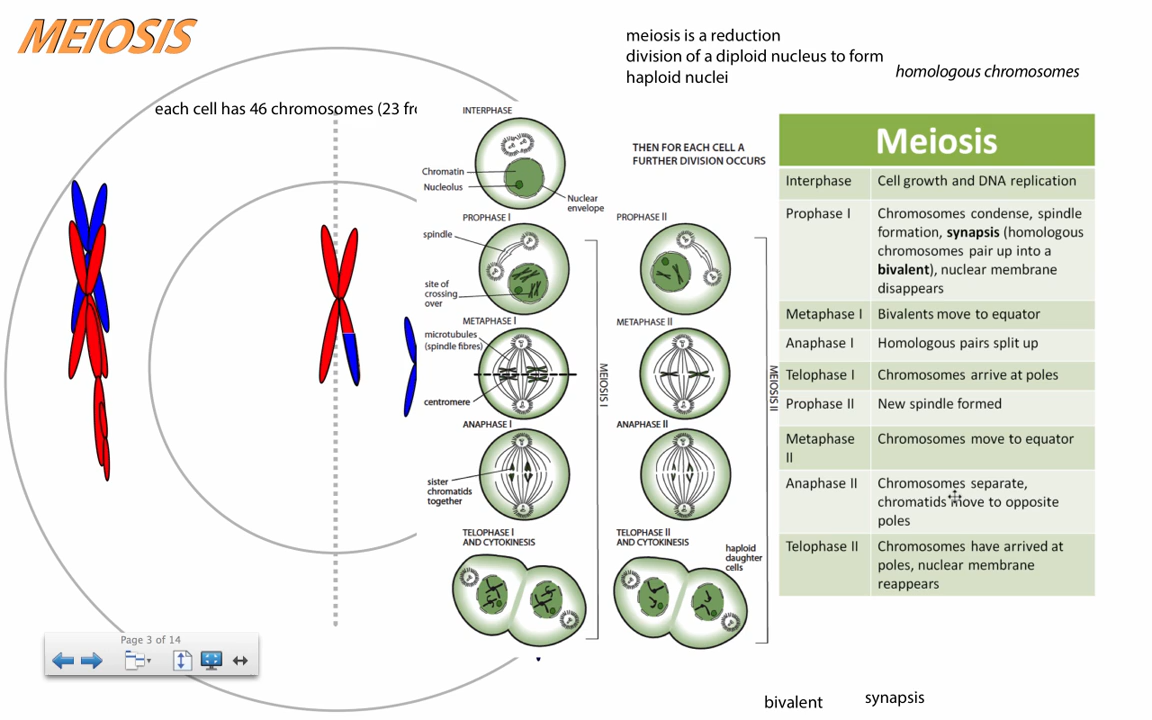 MEIOSIS
meiosis is a reduction
division of a diploid nucleus to form
haploid nuclei
homologous chromosomes
each cell has 46 chromosomes (23
INTERPHASE
Chromatin
Nucleolus
Nuclear
envelope
THEN FOR EACH CELL A
FURTHER DIVISION OCCURS
PROPHASE I
spindle
site of
crossing
over
METAPHASE I
microtubules
(spindle fibres)
centromere
ANAPHASE I
sister
chromatids
together
TELOPHASE I
AND CYTOKINESIS
MEIOSIS I
PROPHASE II
METAPHASE II
ANAPHASE II
TELOPHASE II
AND CYTOKINESIS
haploid
daughter
cells
MEIOSIS II
Meiosis
Interphase
Cell growth and DNA replication
Prophase I
Chromosomes condense, spindle
formation, synapsis (homologous
chromosomes pair up into a
bivalent), nuclear membrane
disappears
Metaphase I
Bivalents move to equator
Anaphase I
Homologous pairs split up
Telophase I
Chromosomes arrive at poles
Prophase II
New spindle formed
Metaphase
II
Chromosomes move to equator
Anaphase II
Chromosomes separate,
chromatids move to opposite
poles
Telophase II
Chromosomes have arrived at
poles, nuclear membrane
reappears
Page 3 of 14
bivalent
synapsis